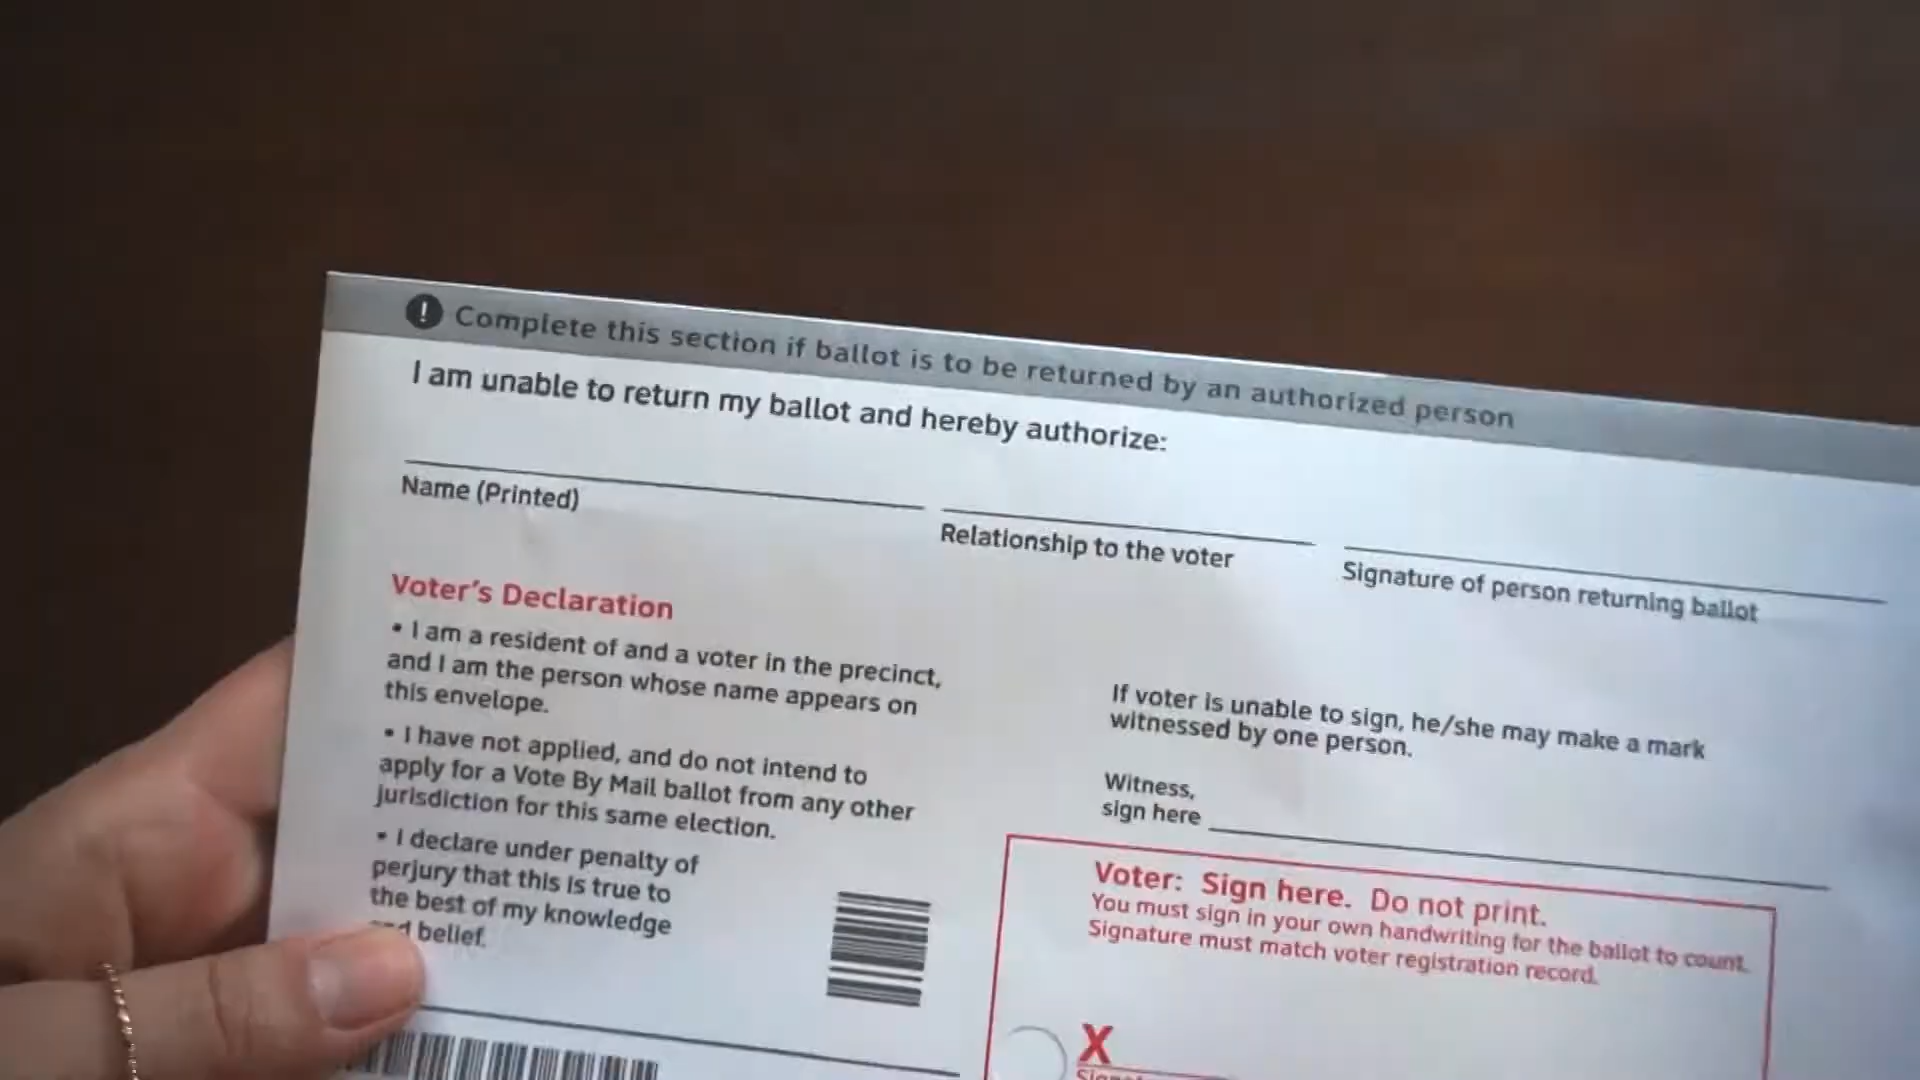 ! Complete this section if ballot is to be returned by an authorized person
I am unable to return my ballot and hereby authorize:
Name (Printed)
Relationship to the voter
Signature of person returning ballot
Voter's Declaration
• I am a resident of and a voter in the precinct,
and I am the person whose name appears on
this envelope.
• I have not applied, and do not intend to
apply for a Vote By Mail ballot from any other
jurisdiction for this same election.
• I declare under penalty of
perjury that this is true to
the best of my knowledge
belief.
If voter is unable to sign, he/she may make a mark
witnessed by one person.
Witness,
sign here
Voter: Sign here. Do not print.
You must sign in your own handwriting for the ballot to count.
Signature must match voter registration record.
X